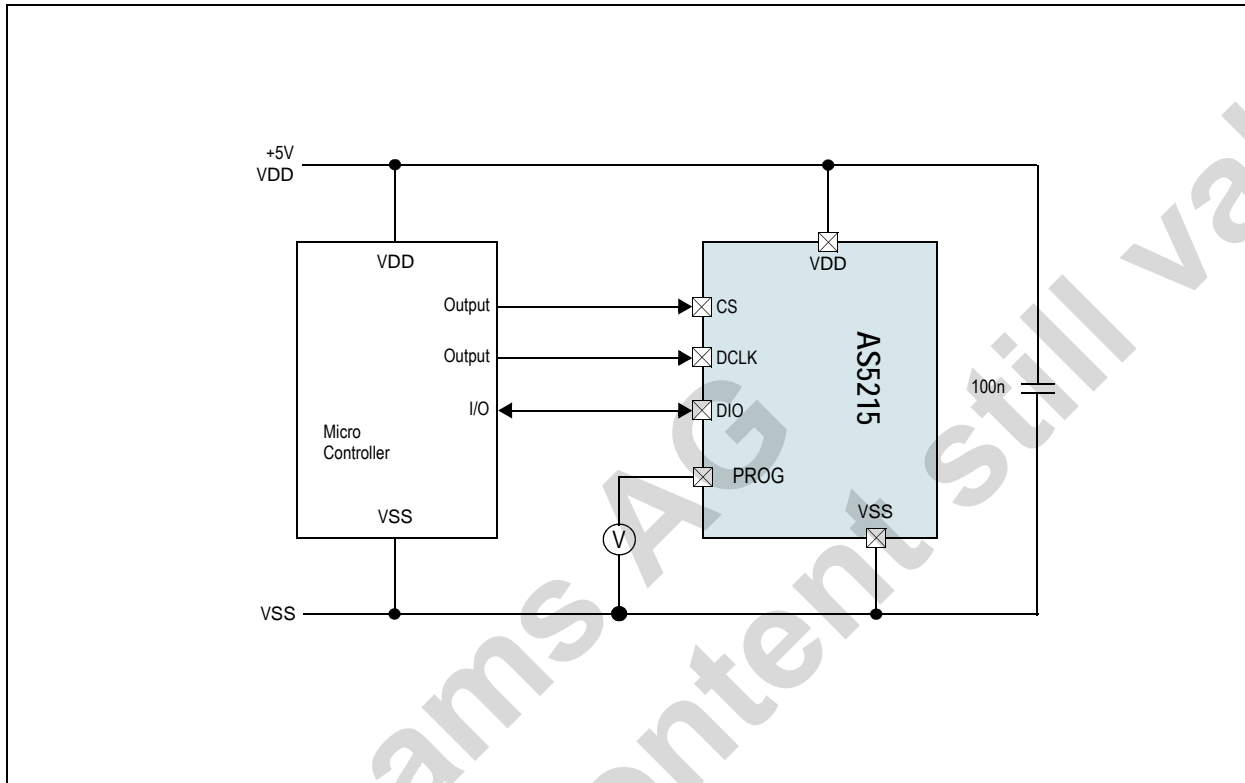 +5V
VDD
VDD
VDD
Output
CS
Output
DCLK
I/O
DIO
AS5215
100n
Micro
Controller
PROG
VSS
VSS
V
VSS
ams AG
content still val